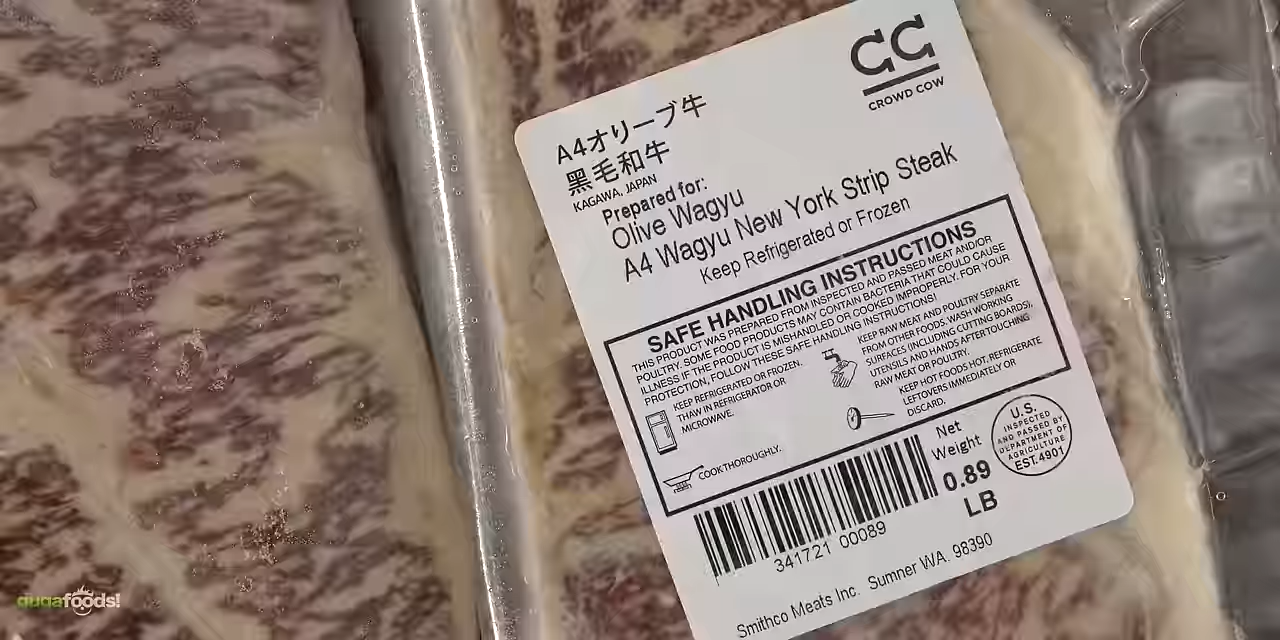 CC
CROWD COW
A4オリーブ牛
黑毛和牛
KAGAWA, JAPAN
Prepared for:
Olive Wagyu
A4 Wagyu New York Strip Steak
Keep Refrigerated or Frozen
SAFE HANDLING INSTRUCTIONS
THIS PRODUCT WAS PREPARED FROM INSPECTED AND PASSED MEAT AND/OR
POULTRY. SOME FOOD PRODUCTS MAY CONTAIN BACTERIA THAT COULD CAUSE
ILLNESS IF THE PRODUCT IS MISHANDLED OR COOKED IMPROPERLY. FOR YOUR
PROTECTION, FOLLOW THESE SAFE HANDLING INSTRUCTIONS!
KEEP REFRIGERATED OR FROZEN.
THAW IN REFRIGERATOR OR
MICROWAVE.
KEEP RAW MEAT AND POULTRY SEPARATE
FROM OTHER FOODS. WASH WORKING
SURFACES (INCLUDING CUTTING BOARDS),
UTENSILS AND HANDS AFTER TOUCHING
RAW MEAT OR POULTRY.
COOK THOROUGHLY.
KEEP HOT FOODS HOT. REFRIGERATE
LEFTOVERS IMMEDIATELY OR
DISCARD.
341721 00089
Net
Weight
0.89
LB
U.S.
INSPECTED
AND PASSED BY
DEPARTMENT OF
AGRICULTURE
EST. 4901
Smithco Meats Inc. Sumner WA. 98390
gugafoods!